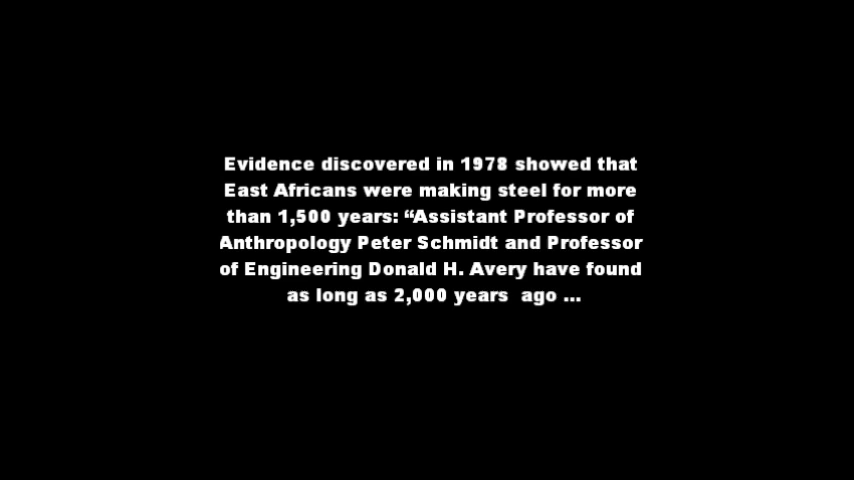 Evidence discovered in 1978 showed that
East Africans were making steel for more
than 1,500 years: “Assistant Professor of
Anthropology Peter Schmidt and Professor
of Engineering Donald H. Avery have found
as long as 2,000 years  ago ...